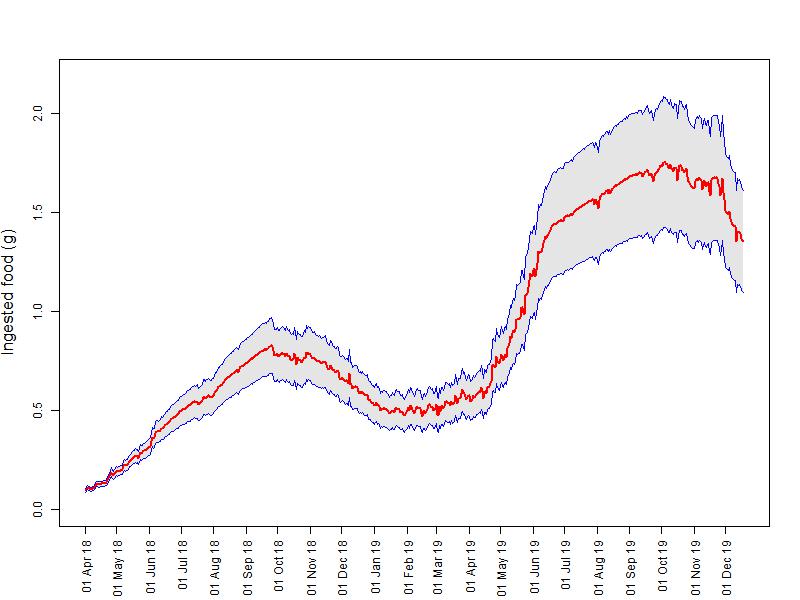 Ingested food (g)
2.0
1.5
1.0
0.5
0.0
01 Apr 18
01 May 18
01 Jun 18
01 Jul 18
01 Aug 18
01 Sep 18
01 Oct 18
01 Nov 18
01 Dec 18
01 Jan 19
01 Feb 19
01 Mar 19
01 Apr 19
01 May 19
01 Jun 19
01 Jul 19
01 Aug 19
01 Sep 19
01 Oct 19
01 Nov 19
01 Dec 19